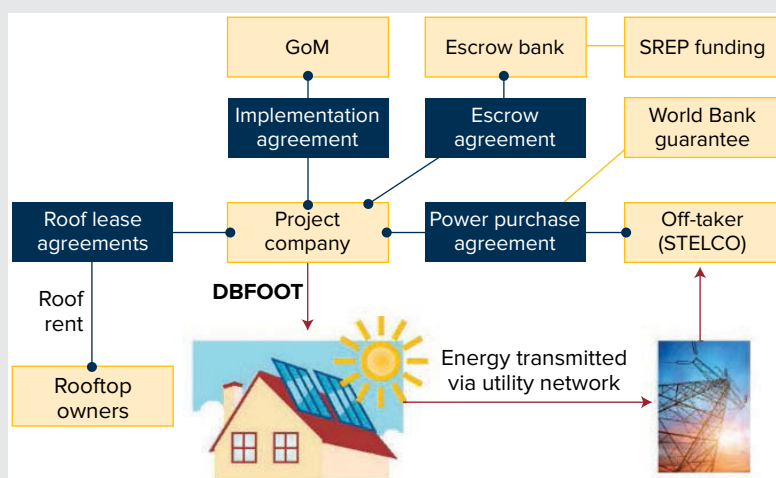 GoM
Escrow bank
SREP funding
Implementation
agreement
Escrow
agreement
World Bank
guarantee
Roof lease
agreements
Project
company
Power purchase
agreement
Off-taker
(STELCO)
DBFOOT
Roof
rent
Energy transmitted
via utility network
Rooftop
owners